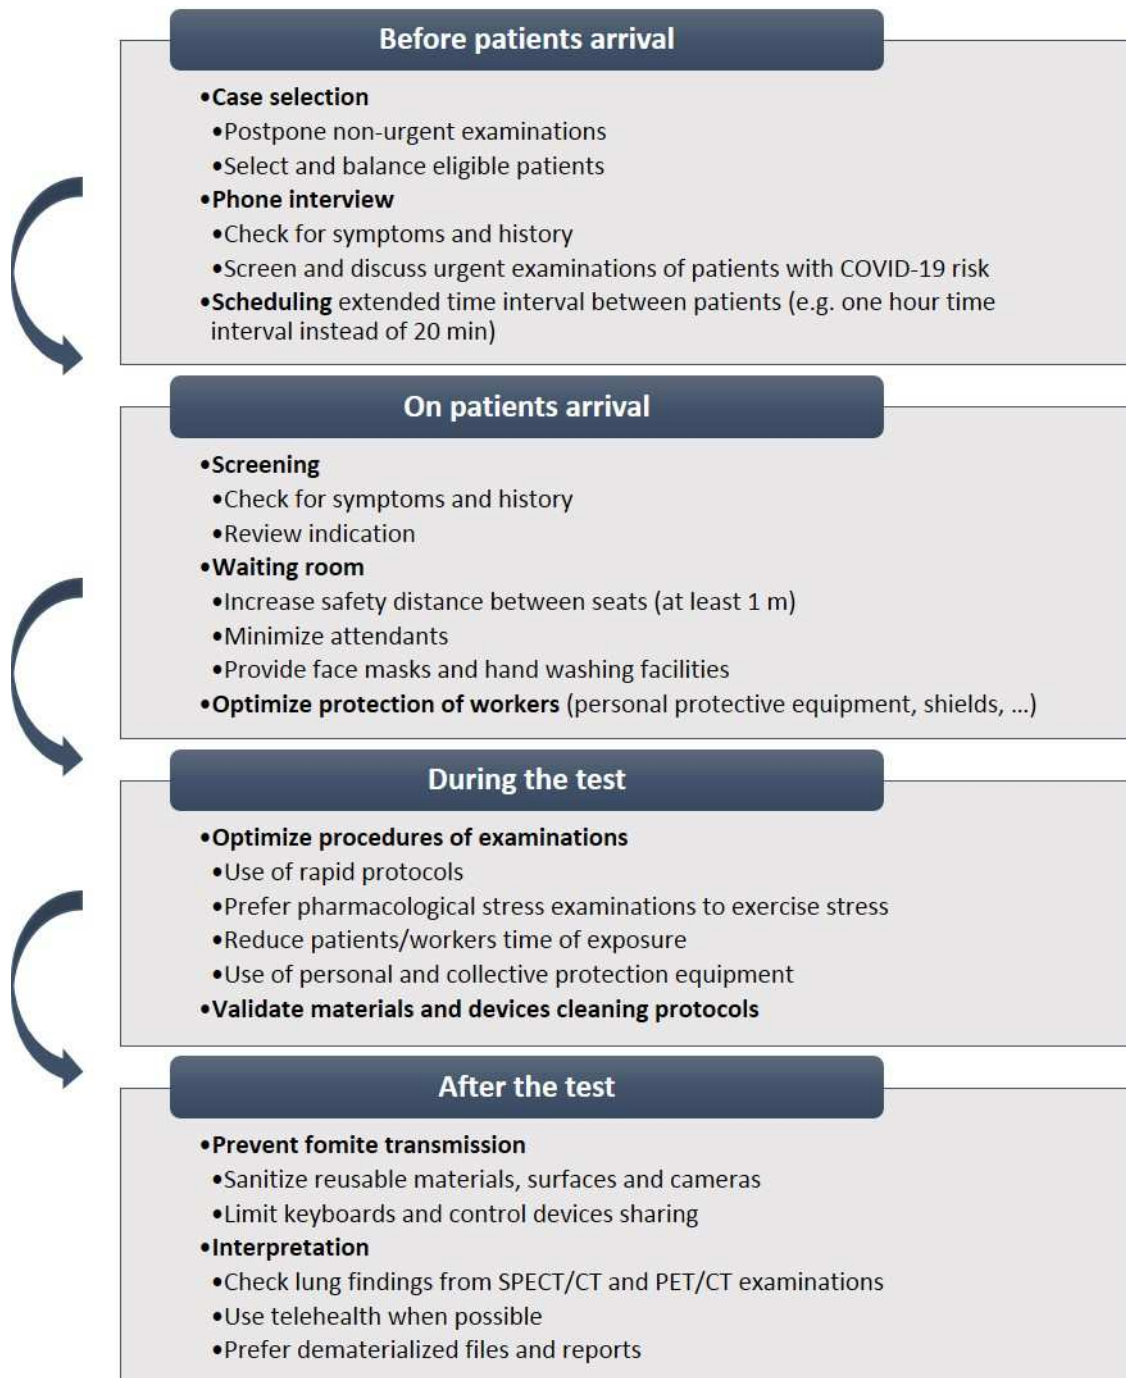 Before patients arrival
•Case selection
•Postpone non-urgent examinations
•Select and balance eligible patients
•Phone interview
•Check for symptoms and history
•Screen and discuss urgent examinations of patients with COVID-19 risk
•Scheduling extended time interval between patients (e.g. one hour time
interval instead of 20 min)
On patients arrival
•Screening
•Check for symptoms and history
•Review indication
•Waiting room
•Increase safety distance between seats (at least 1 m)
•Minimize attendants
•Provide face masks and hand washing facilities
•Optimize protection of workers (personal protective equipment, shields, ...)
During the test
•Optimize procedures of examinations
•Use of rapid protocols
•Prefer pharmacological stress examinations to exercise stress
•Reduce patients/workers time of exposure
•Use of personal and collective protection equipment
•Validate materials and devices cleaning protocols
After the test
•Prevent fomite transmission
•Sanitize reusable materials, surfaces and cameras
•Limit keyboards and control devices sharing
•Interpretation
•Check lung findings from SPECT/CT and PET/CT examinations
•Use telehealth when possible
•Prefer dematerialized files and reports